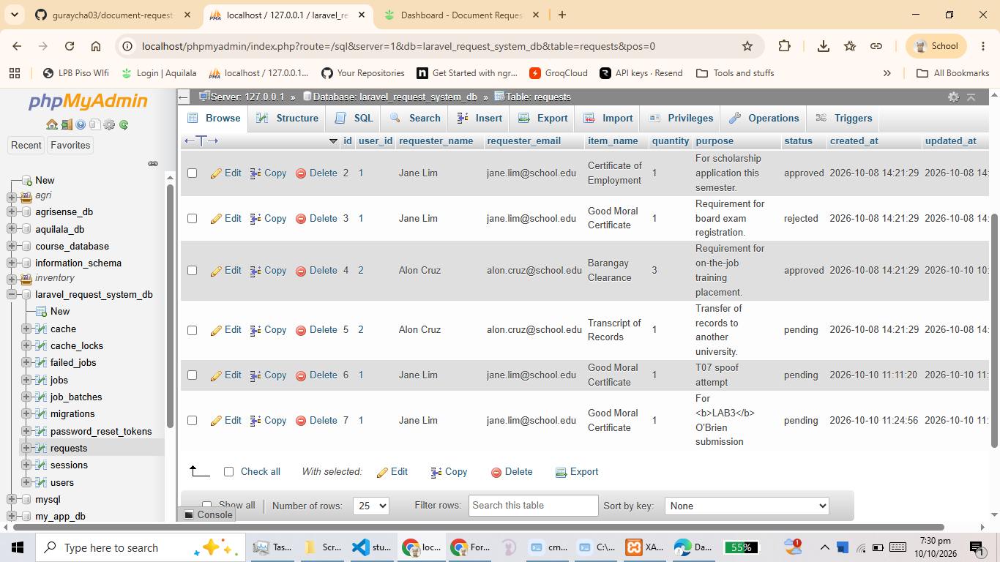 guraycha03/document-request
localhost / 127.0.0.1 / laravel_re
Dashboard - Document Reques
localhost/phpmyadmin/index.php?route=/sql&server=1&db=laravel_request_system_db&table=requests&pos=0
School
LPB Piso WIfi
Login | Aquilala
localhost / 127.0.0.1...
Your Repositories
Get Started with ngr...
GroqCloud
API keys · Resend
Tools and stuffs
All Bookmarks
phpMyAdmin
Recent
Favorites
New
agri
agrisense_db
aquilala_db
course_database
information_schema
inventory
laravel_request_system_db
New
cache
cache_locks
failed_jobs
jobs
job_batches
migrations
password_reset_tokens
requests
sessions
users
mysql
my_app_db
Server: 127.0.0.1 » Database: laravel_request_system_db » Table: requests
Browse Structure SQL Search Insert Export Import Privileges Operations Triggers
id user_id requester_name requester_email item_name quantity purpose status created_at updated_at
Edit Copy Delete 2 1 Jane Lim jane.lim@school.edu Certificate of Employment 1 For scholarship application this semester. approved 2026-10-08 14:21:29 2026-10-08 14:
Edit Copy Delete 3 1 Jane Lim jane.lim@school.edu Good Moral Certificate 1 Requirement for board exam registration. rejected 2026-10-08 14:21:29 2026-10-08 14:
Edit Copy Delete 4 2 Alon Cruz alon.cruz@school.edu Barangay Clearance 3 Requirement for on-the-job training placement. approved 2026-10-08 14:21:29 2026-10-10 10:
Edit Copy Delete 5 2 Alon Cruz alon.cruz@school.edu Transcript of Records 1 Transfer of records to another university. pending 2026-10-08 14:21:29 2026-10-08 14:
Edit Copy Delete 6 1 Jane Lim jane.lim@school.edu Good Moral Certificate 1 T07 spoof attempt pending 2026-10-10 11:11:20 2026-10-10 11:
Edit Copy Delete 7 1 Jane Lim jane.lim@school.edu Good Moral Certificate 1 For <b>LAB3</b> O'Brien submission pending 2026-10-10 11:24:56 2026-10-10 11:
Check all With selected: Edit Copy Delete Export
Show all Number of rows: 25 Filter rows: Search this table Sort by key: None
Console
Type here to search
Tas...
Scr...
stu...
loc...
For...
cm...
C:\...
XA...
Da...
55%
1
7:30 pm
10/10/2026
1